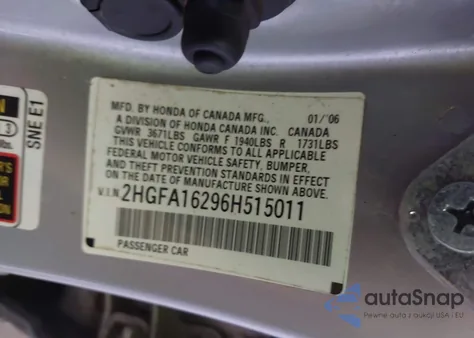 MFD. BY HONDA OF CANADA MFG., 01/'06
A DIVISION OF HONDA CANADA INC. CANADA
GVWR 3671LBS GAWR F 1940LBS R 1731LBS
THIS VEHICLE CONFORMS TO ALL APPLICABLE
FEDERAL MOTOR VEHICLE SAFETY, BUMPER,
AND THEFT PREVENTION STANDARDS IN EFFECT
ON THE DATE OF MANUFACTURE SHOWN ABOVE.
V.I.N. 2HGFA16296H515011
PASSENGER CAR
SNE E1
autaSnap
Pewne auta z aukcji USA - EU